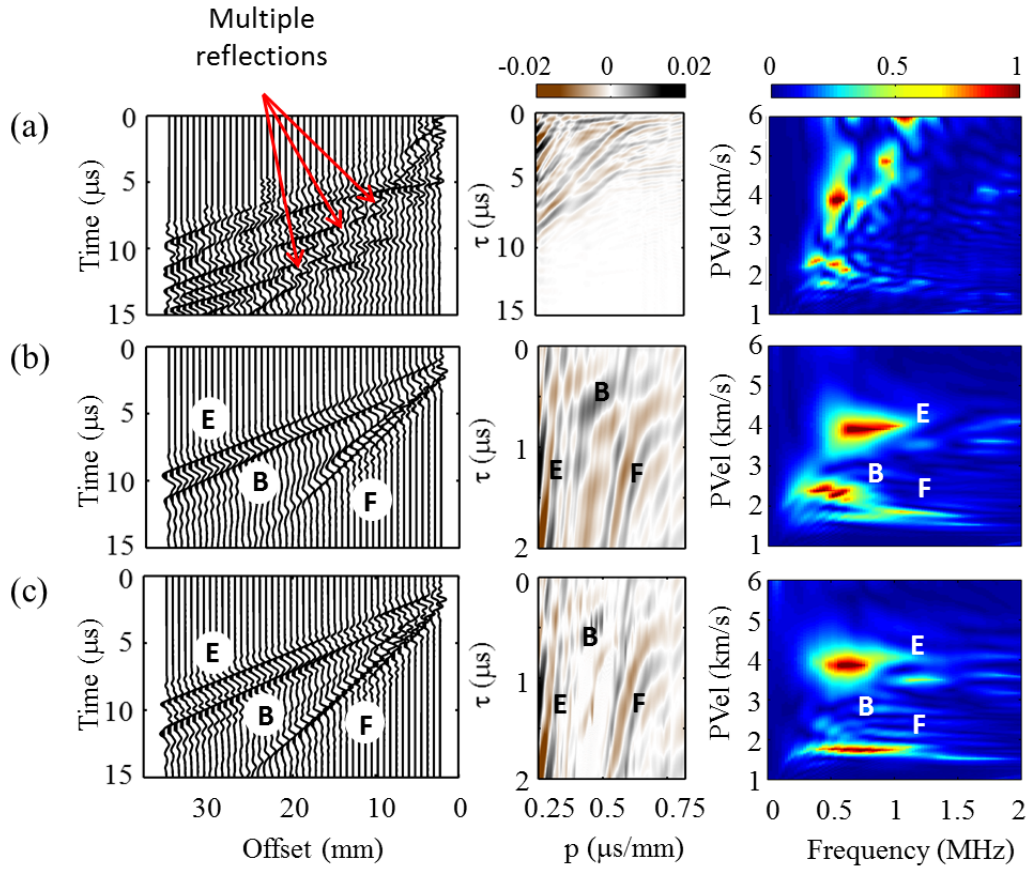 Multiple
reflections
-0.02 0 0.02
0 0.5 1
(a)
0
5
10
15
Time (μs)
0
5
10
15
τ (μs)
6
5
4
3
2
1
PVel (km/s)
(b)
0
5
10
15
Time (μs)
E
B
F
0
1
2
τ (μs)
B
E
F
6
5
4
3
2
1
PVel (km/s)
E
B
F
(c)
0
5
10
15
Time (μs)
E
B
F
30 20 10 0
Offset (mm)
0
1
2
τ (μs)
B
E
F
0.25 0.5 0.75
p (μs/mm)
6
5
4
3
2
1
PVel (km/s)
E
B
F
0 0.5 1 1.5 2
Frequency (MHz)